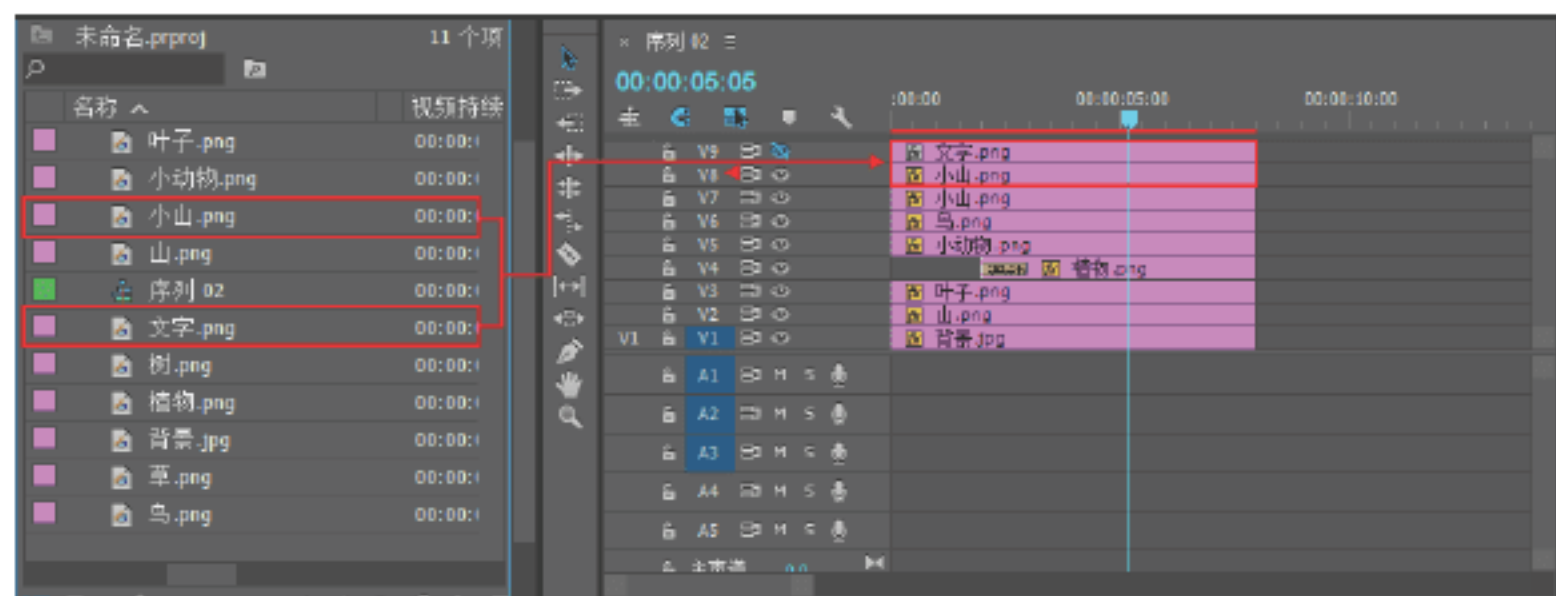 未命名.prproj
11 个项
名称
视频持续
叶子.png
00:00:
小动物.png
00:00:
小山.png
00:00:
山.png
00:00:
序列 02
00:00:
文字.png
00:00:
树.png
00:00:
植物.png
00:00:
背景.jpg
00:00:
草.png
00:00:
鸟.png
00:00:
× 序列 02
00:00:05:05
:00:00
00:00:05:00
00:00:10:00
V9
文字.png
V8
小山.png
V7
小山.png
V6
鸟.png
V5
小动物.png
V4
植物.png
V3
叶子.png
V2
山.png
V1
V1
背景.jpg
A1
M
S
A2
M
S
A3
M
S
A4
M
S
A5
M
S
主声道
0.0